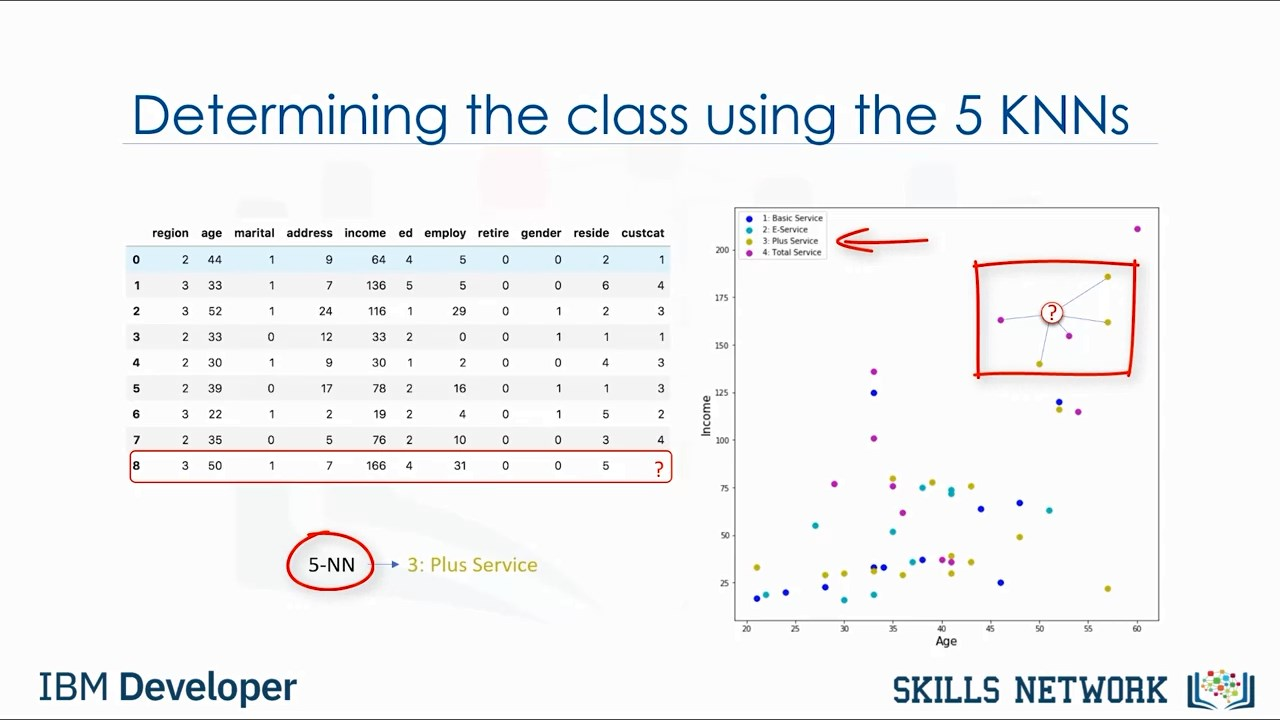 Determining the class using the 5 KNNs
region age marital address income ed employ retire gender reside custcat
0 2 44 1 9 64 4 5 0 0 2 1
1 3 33 1 7 136 5 5 0 0 6 4
2 3 52 1 24 116 1 29 0 1 2 3
3 2 33 0 12 33 2 0 0 1 1 1
4 2 30 1 9 30 1 2 0 0 4 3
5 2 39 0 17 78 2 16 0 1 1 3
6 3 22 1 2 19 2 4 0 1 5 2
7 2 35 0 5 76 2 10 0 0 3 4
8 3 50 1 7 166 4 31 0 0 5 ?
5-NN 3: Plus Service
1: Basic Service
2: E-Service
3: Plus Service
4: Total Service
?
200
175
150
125
100
75
50
25
Income
20 25 30 35 40 45 50 55 60
Age
IBM Developer
SKILLS NETWORK